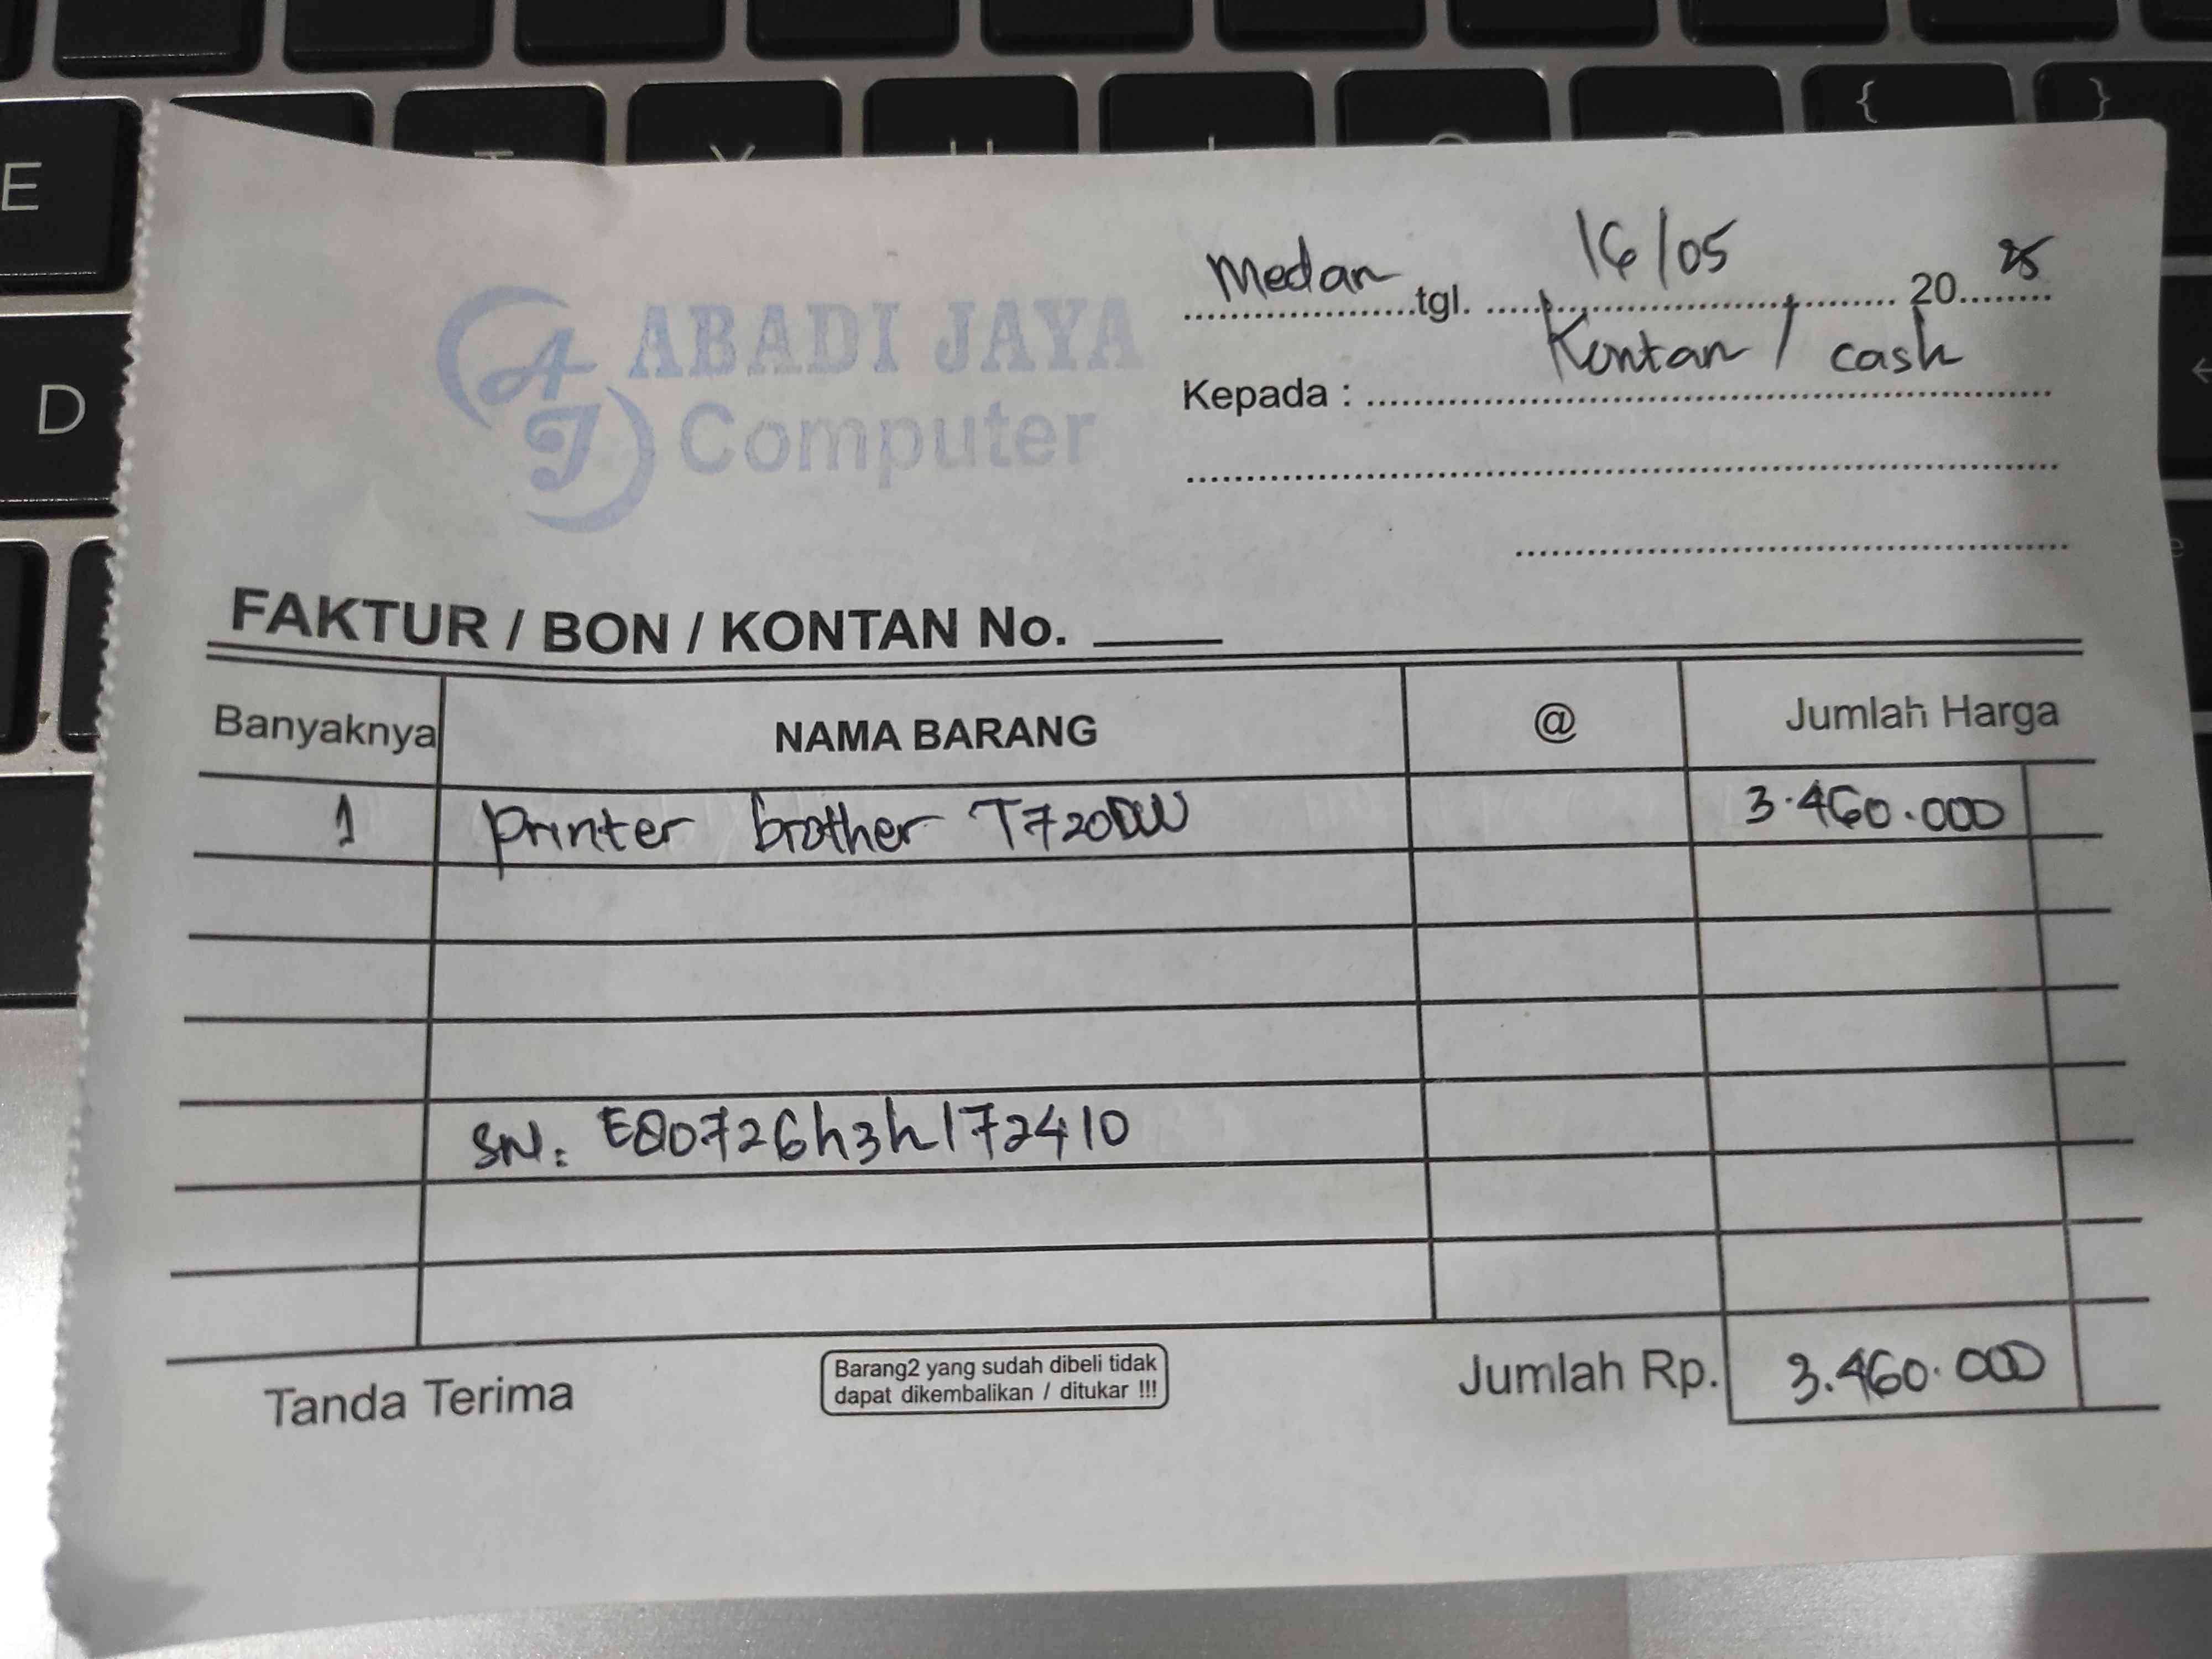 Medan tgl. 16/05 2025
Kepada : Kontan / cash
ABADI JAYA
Computer
FAKTUR / BON / KONTAN No.
Banyaknya NAMA BARANG @ Jumlah Harga
1 printer brother T720DW 3.460.000
SN: E80726h3h172410
Tanda Terima
Barang2 yang sudah dibeli tidak
dapat dikembalikan / ditukar !!!
Jumlah Rp. 3.460.000
E
D
{
}